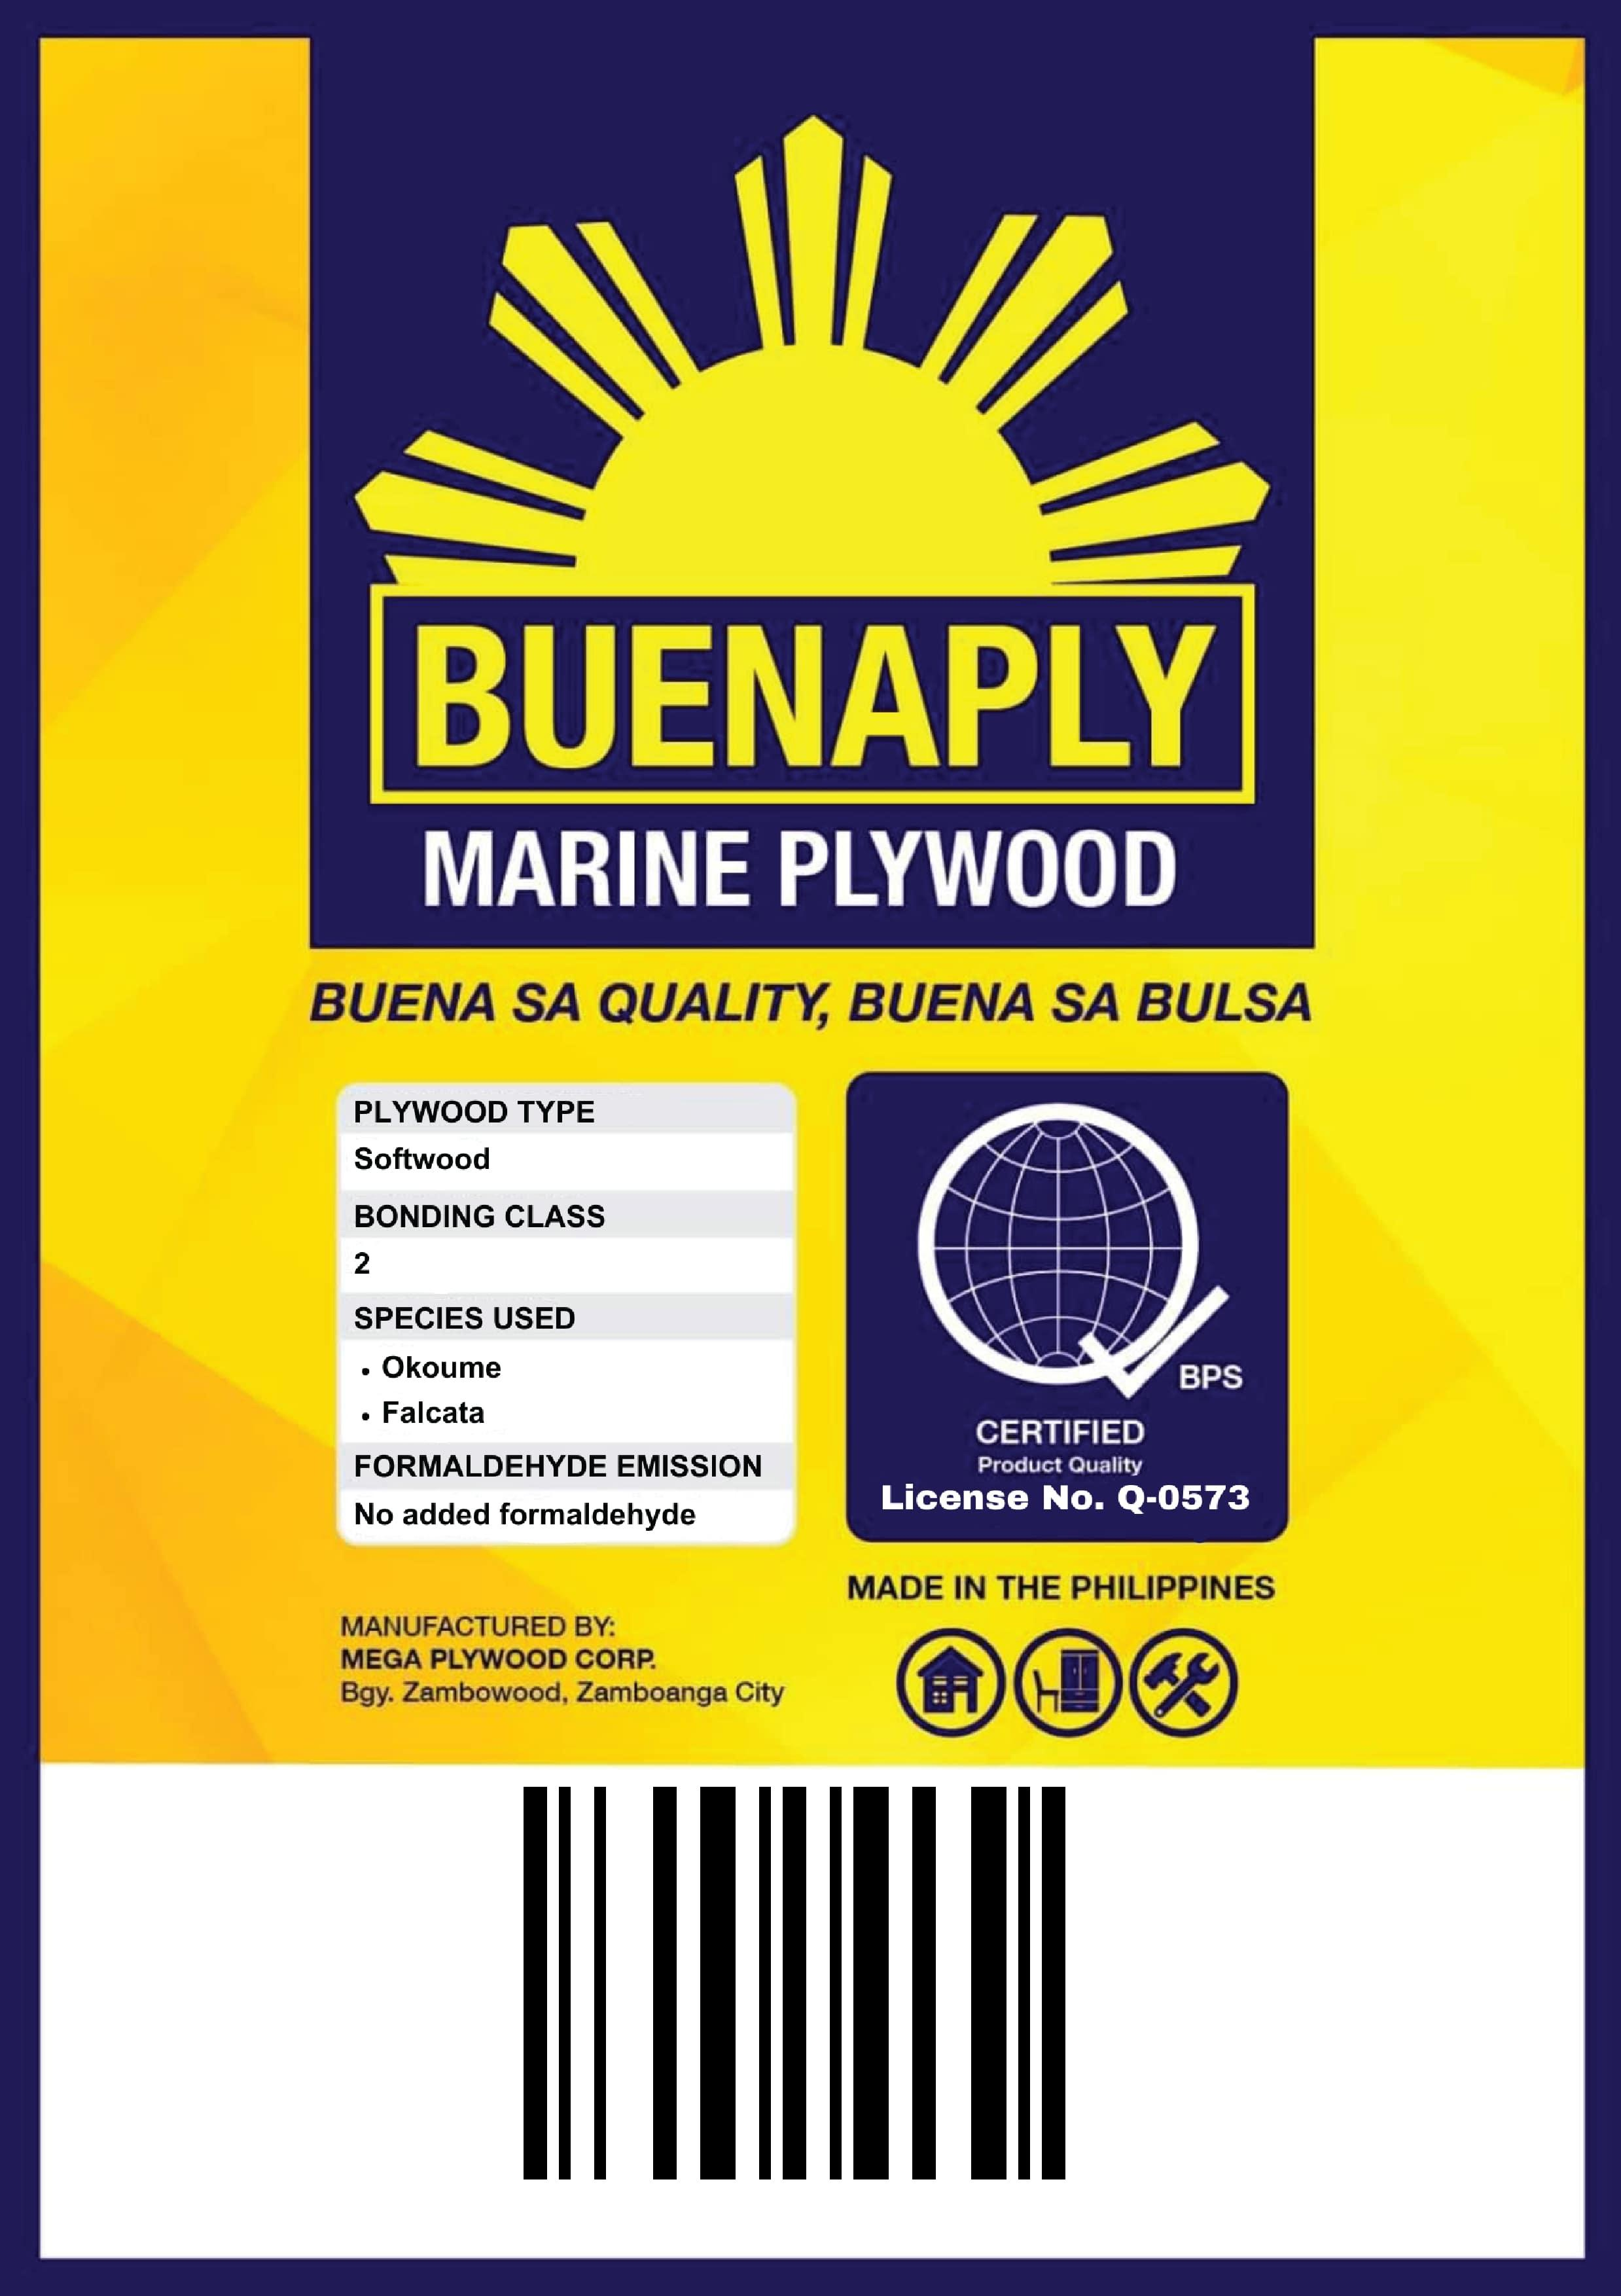 BUENAPLY
MARINE PLYWOOD
BUENA SA QUALITY, BUENA SA BULSA
PLYWOOD TYPE
Softwood
BONDING CLASS
2
SPECIES USED
• Okoume
• Falcata
FORMALDEHYDE EMISSION
No added formaldehyde
BPS
CERTIFIED
Product Quality
License No. Q-0573
MADE IN THE PHILIPPINES
MANUFACTURED BY:
MEGA PLYWOOD CORP.
Bgy. Zambowood, Zamboanga City